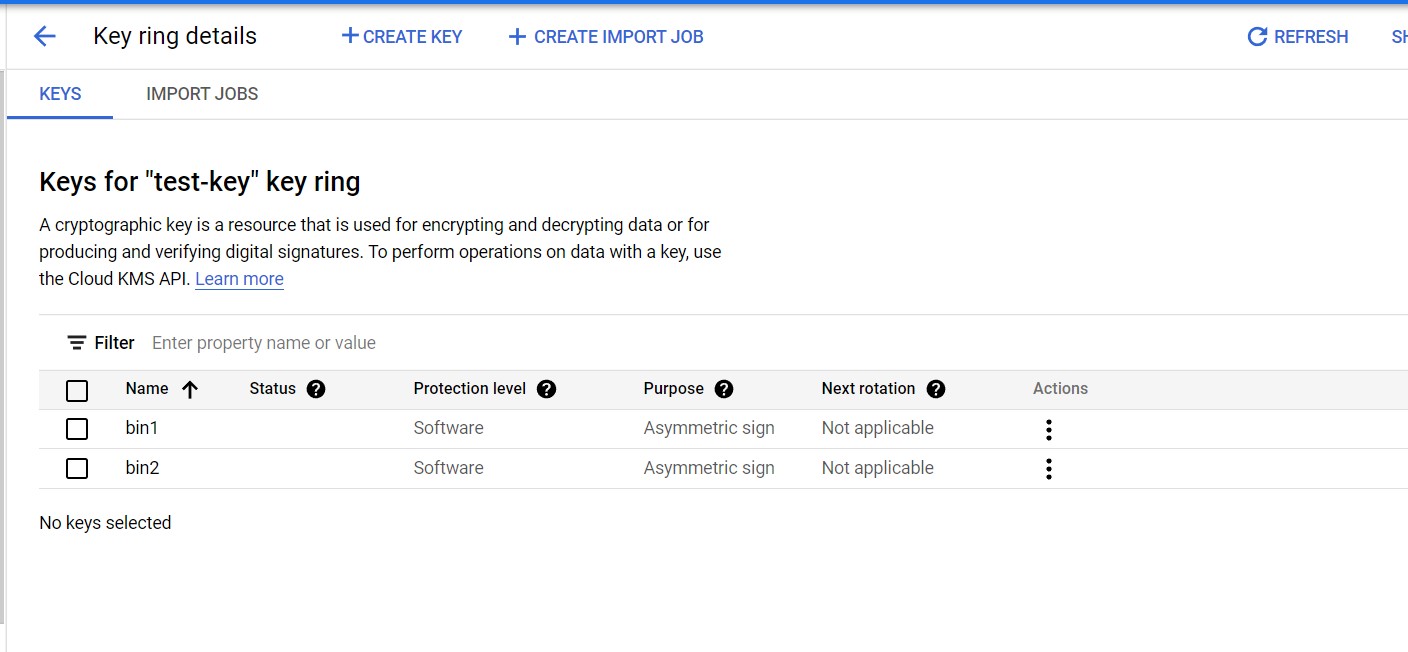 Key ring details CREATE KEY CREATE IMPORT JOB REFRESH
KEYS IMPORT JOBS
Keys for "test-key" key ring
A cryptographic key is a resource that is used for encrypting and decrypting data or for
producing and verifying digital signatures. To perform operations on data with a key, use
the Cloud KMS API. Learn more
Filter Enter property name or value
Name Status Protection level Purpose Next rotation Actions
bin1 Software Asymmetric sign Not applicable
bin2 Software Asymmetric sign Not applicable
No keys selected